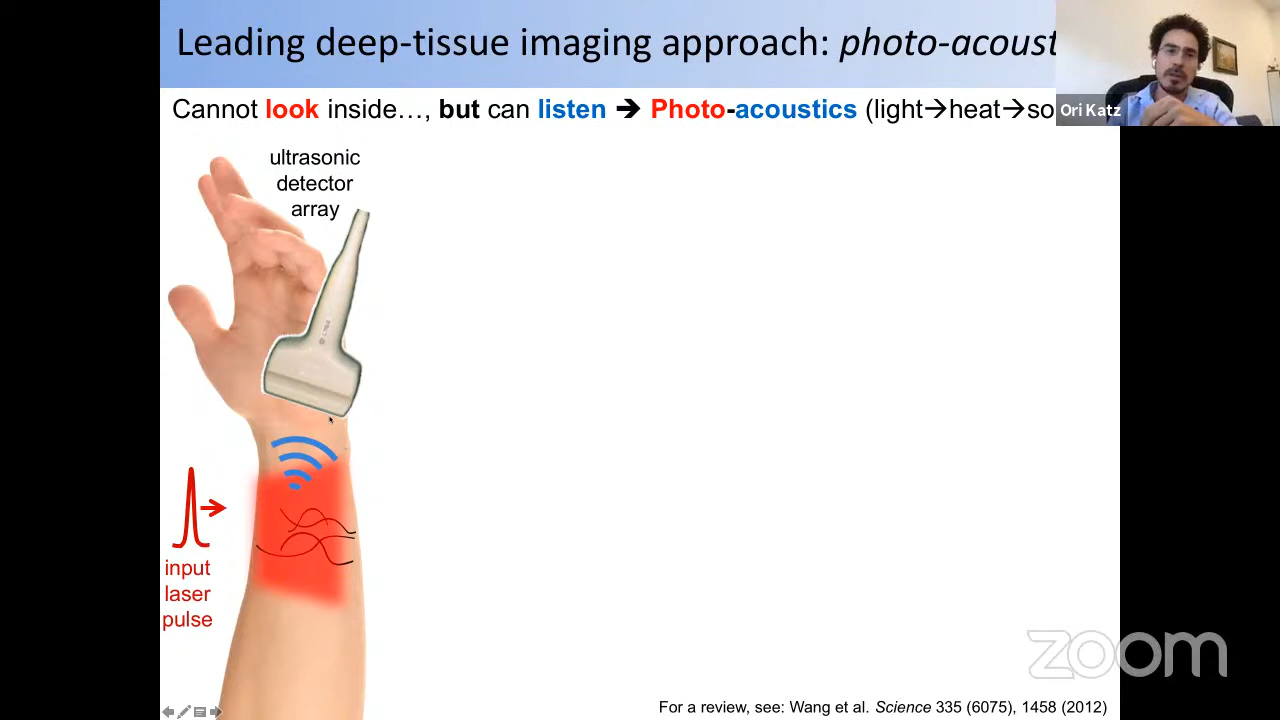 Leading deep-tissue imaging approach: photo-acoust
Ori Katz
Cannot look inside…, but can listen ➔ Photo-acoustics (light→heat→so
ultrasonic
detector
array
input
laser
pulse
zoom
For a review, see: Wang et al. Science 335 (6075), 1458 (2012)